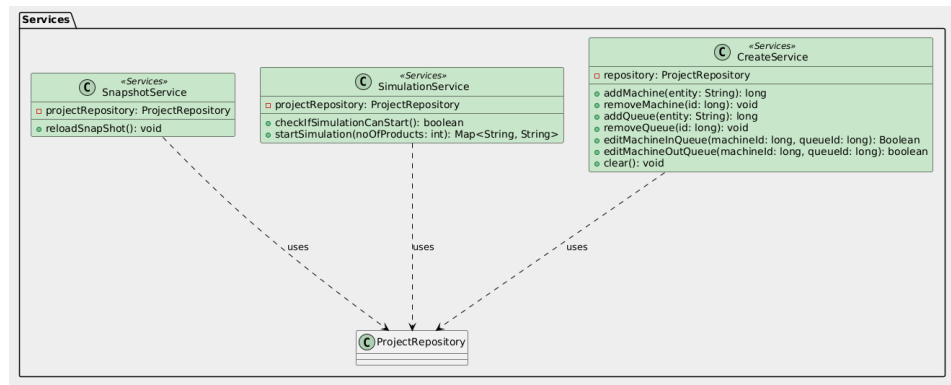 Services
«Services»
SnapshotService
projectRepository: ProjectRepository
reloadSnapShot(): void
«Services»
SimulationService
projectRepository: ProjectRepository
checkIfSimulationCanStart(): boolean
startSimulation(noOfProducts: int): Map<String, String>
«Services»
CreateService
repository: ProjectRepository
addMachine(entity: String): long
removeMachine(id: long): void
addQueue(entity: String): long
removeQueue(id: long): void
editMachineInQueue(machineId: long, queueId: long): Boolean
editMachineOutQueue(machineId: long, queueId: long): boolean
clear(): void
uses
uses
uses
C ProjectRepository